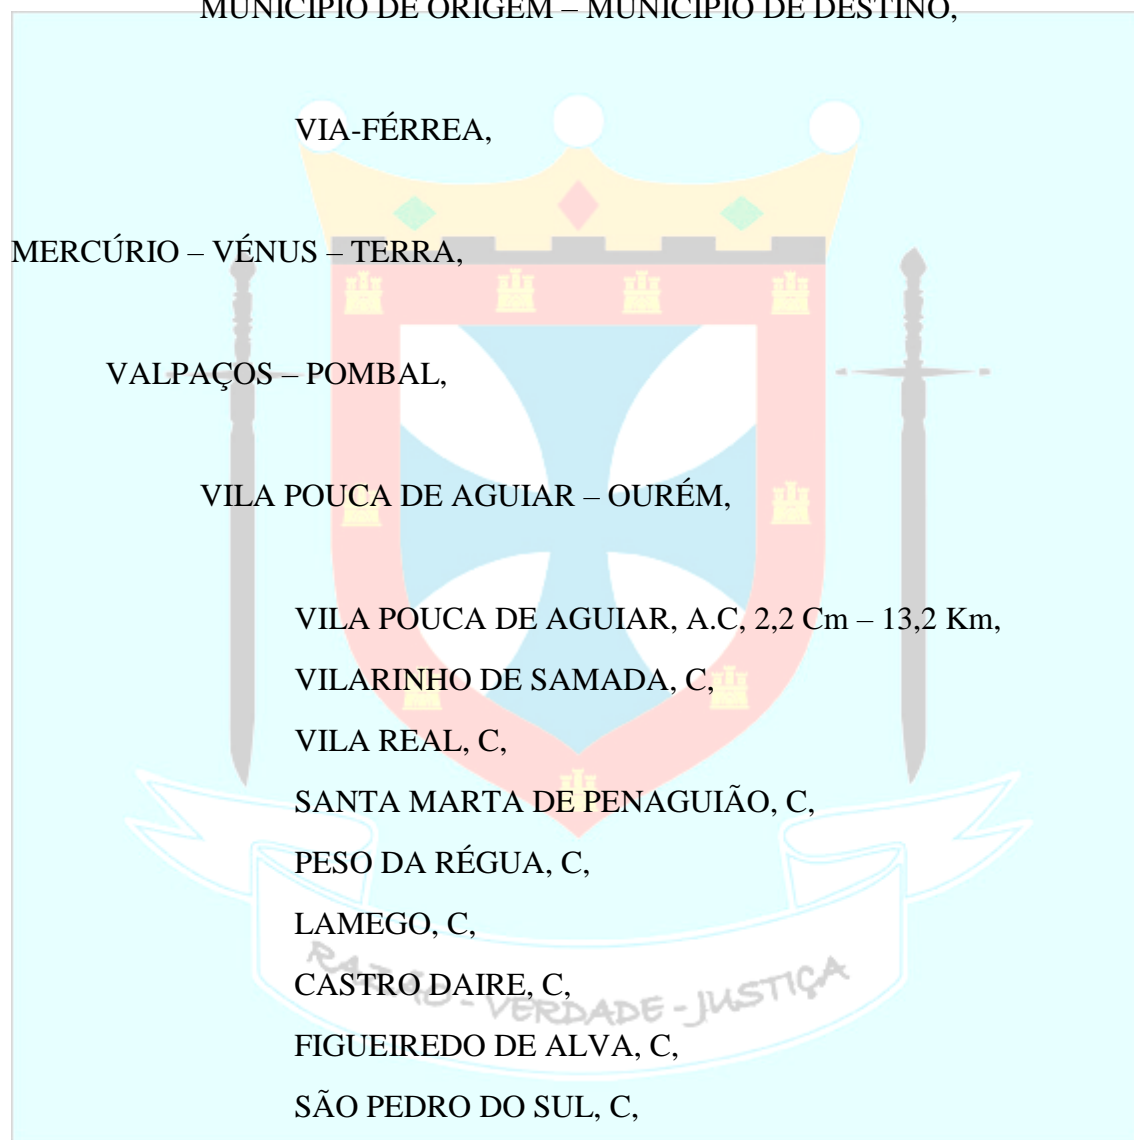 MUNICÍPIO DE ORIGEM – MUNICÍPIO DE DESTINO,
VIA-FÉRREA,
MERCÚRIO – VÉNUS – TERRA,
VALPAÇOS – POMBAL,
VILA POUCA DE AGUIAR – OURÉM,
VILA POUCA DE AGUIAR, A.C, 2,2 Cm – 13,2 Km,
VILARINHO DE SAMADA, C,
VILA REAL, C,
SANTA MARTA DE PENAGUIÃO, C,
PESO DA RÉGUA, C,
LAMEGO, C,
CASTRO DAIRE, C,
FIGUEIREDO DE ALVA, C,
SÃO PEDRO DO SUL, C,
RAZÃO - VERDADE - JUSTIÇA